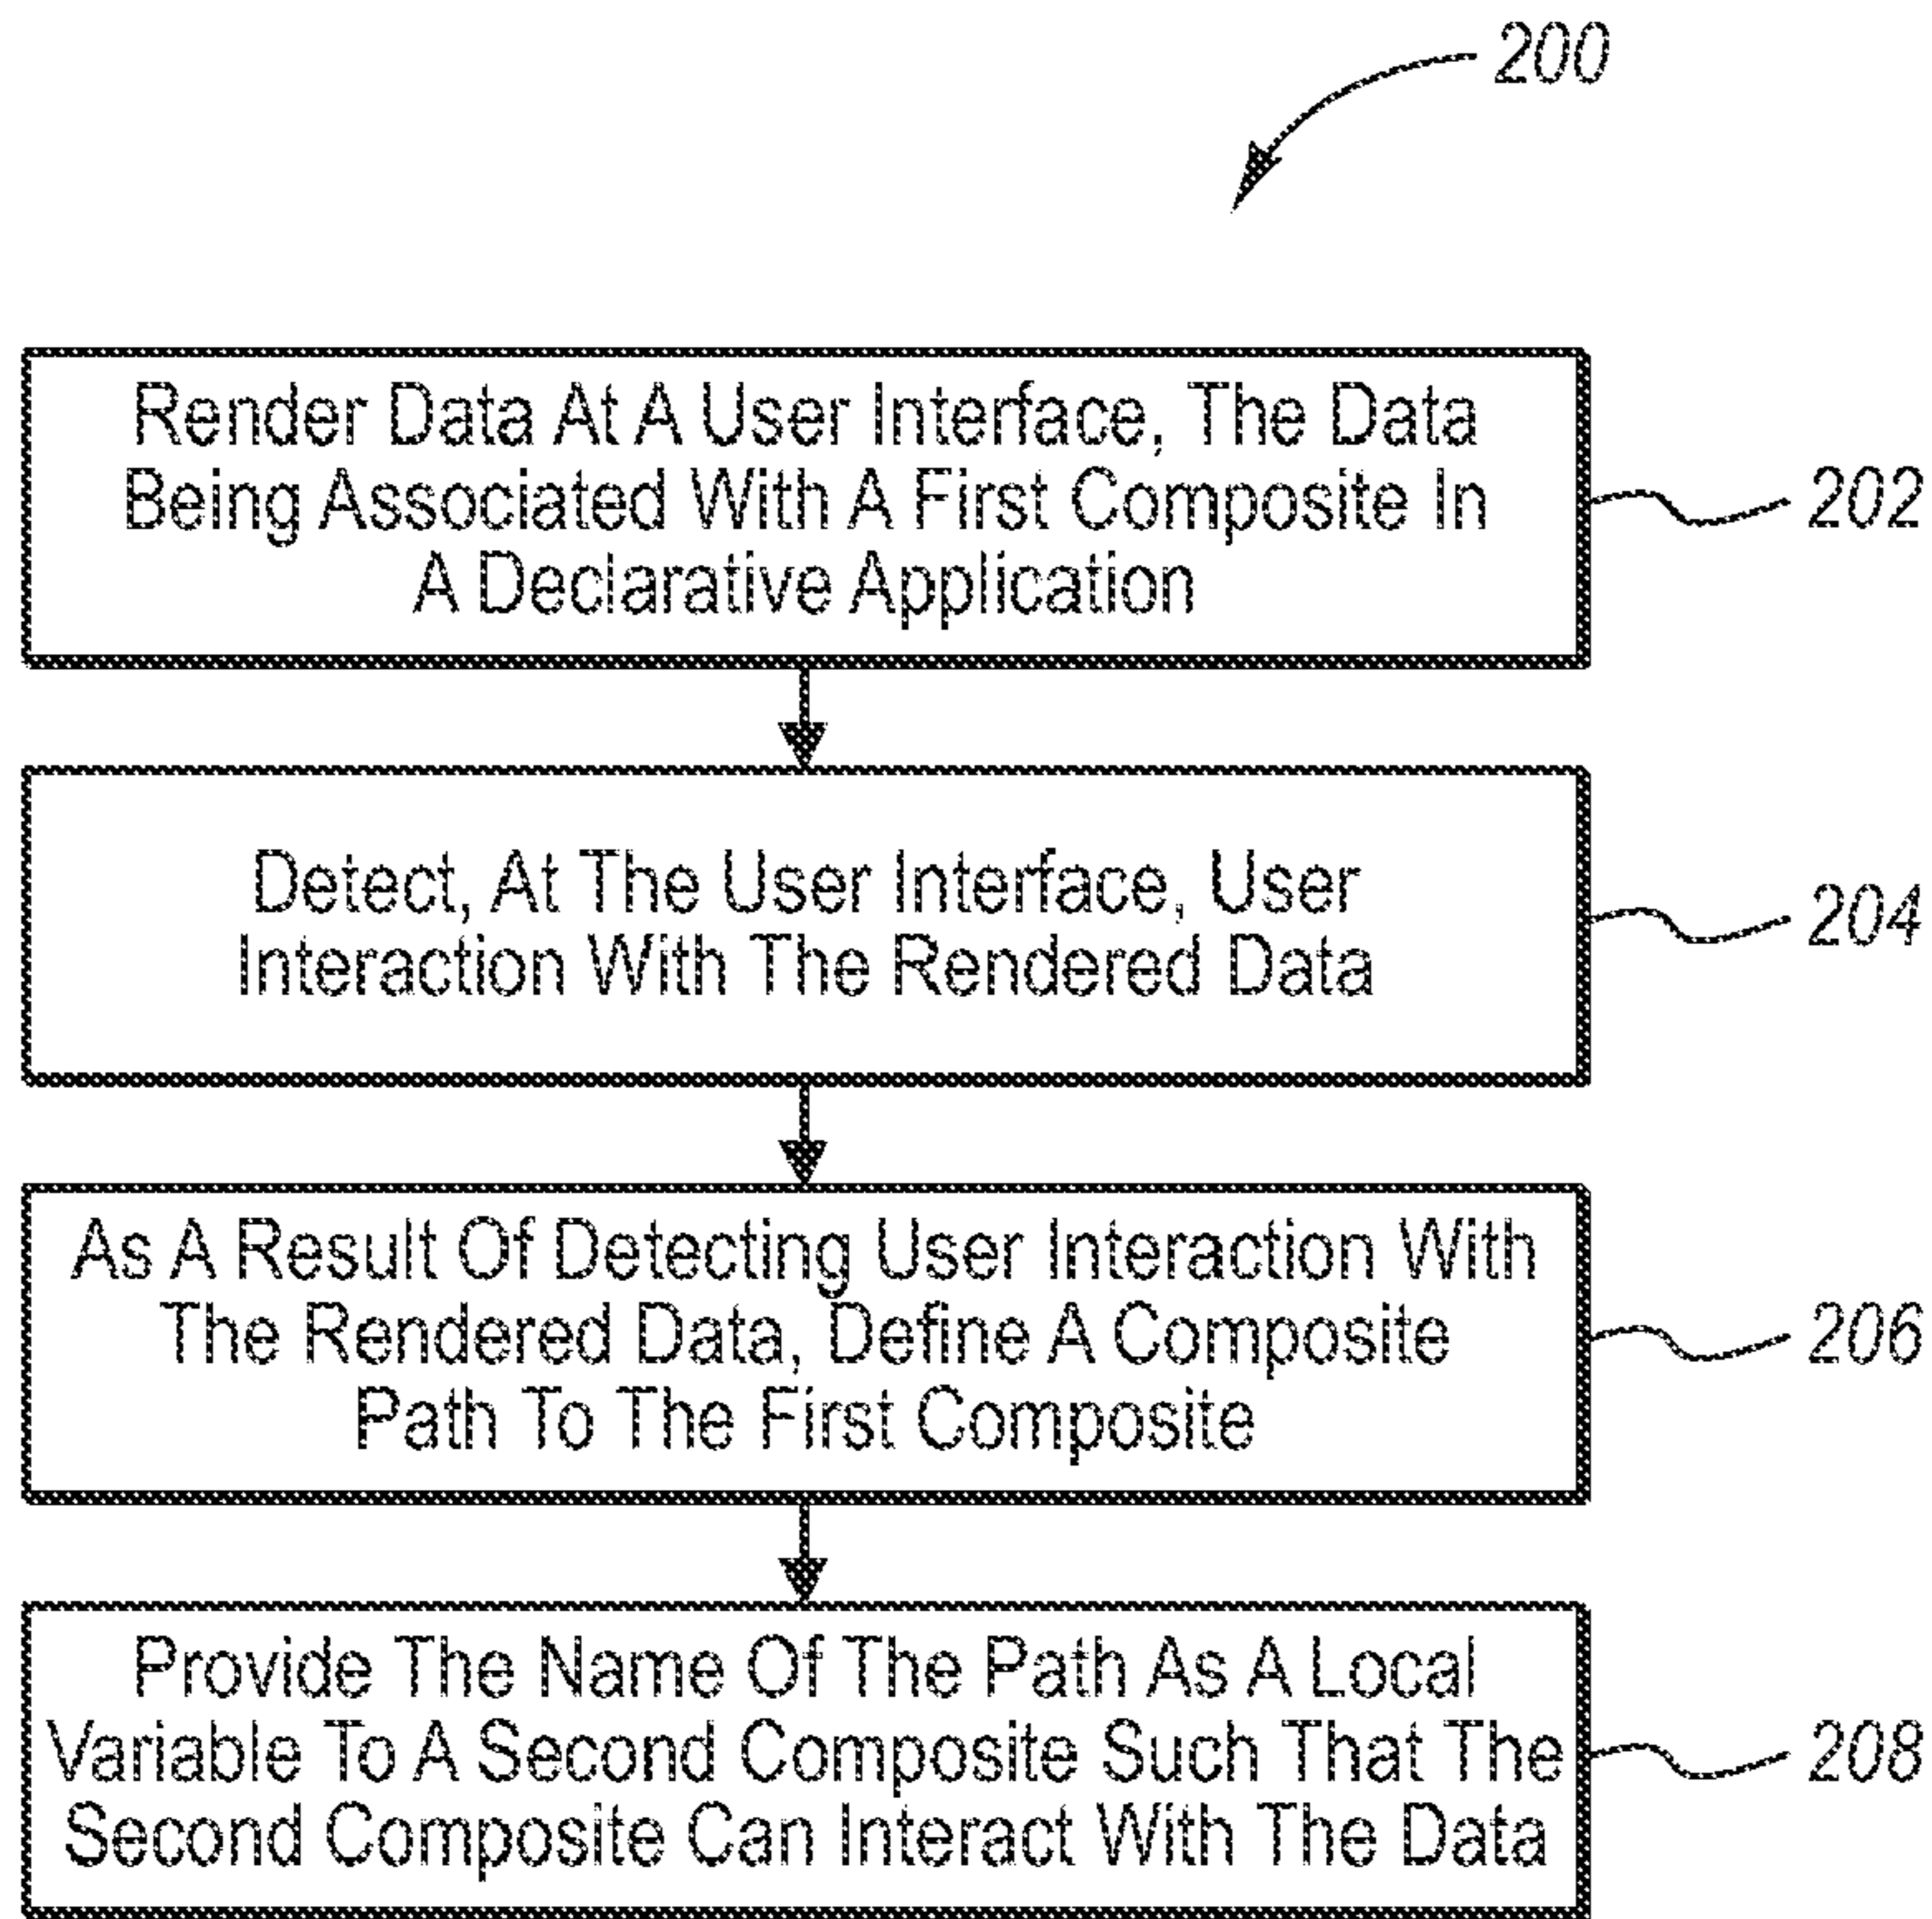 200
Render Data At A User Interface, The Data
Being Associated With A First Composite In
A Declarative Application
202
Detect, At The User Interface, User
Interaction With The Rendered Data
204
As A Result Of Detecting User Interaction With
The Rendered Data, Define A Composite
Path To The First Composite
206
Provide The Name Of The Path As A Local
Variable To A Second Composite Such That The
Second Composite Can Interact With The Data
208